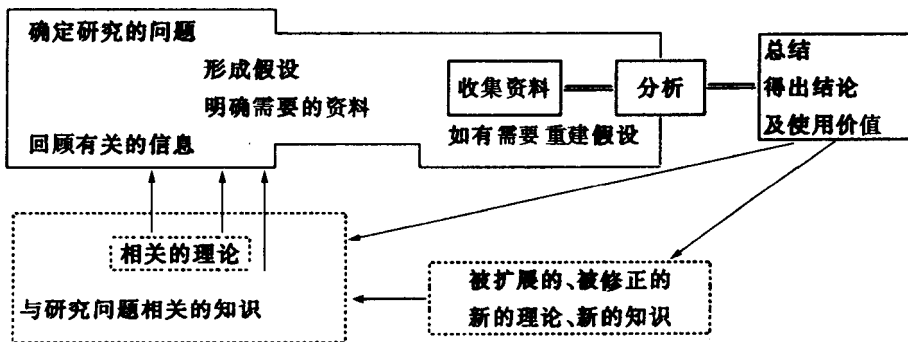 确定研究的问题
形成假设
明确需要的资料
回顾有关的信息
收集资料
分析
如有需要重建假设
总结
得出结论
及使用价值
相关的理论
与研究问题相关的知识
被扩展的、被修正的
新的理论、新的知识